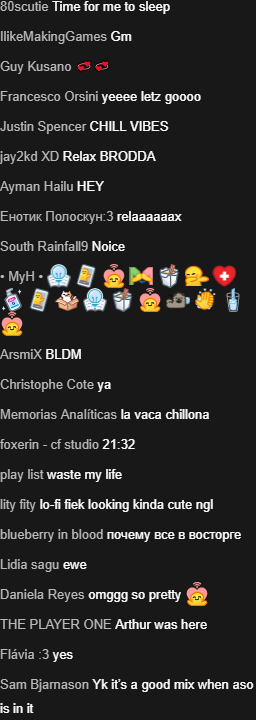 80scutie Time for me to sleep
IlikeMakingGames Gm
Guy Kusano
Francesco Orsini yeeee letz goooo
Justin Spencer CHILL VIBES
jay2kd XD Relax BRODDA
Ayman Hailu HEY
Енотик Полоскун:3 relaaaaaax
South Rainfall9 Noice
• MyH •
ArsmiX BLDM
Christophe Cote ya
Memorias Analíticas la vaca chillona
foxerin - cf studio 21:32
play list waste my life
lity fity lo-fi fiek looking kinda cute ngl
blueberry in blood почему все в восторге
Lidia sagu ewe
Daniela Reyes omggg so pretty
THE PLAYER ONE Arthur was here
Flávia :3 yes
Sam Bjarnason Yk it's a good mix when aso
is in it